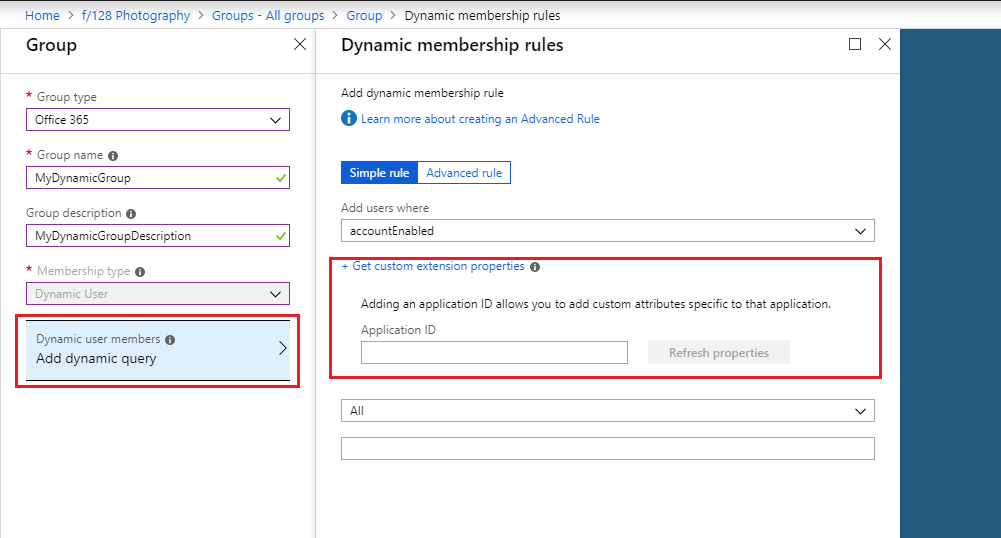 Home > f/128 Photography > Groups - All groups > Group > Dynamic membership rules
Group
* Group type
Office 365
* Group name
MyDynamicGroup
Group description
MyDynamicGroupDescription
* Membership type
Dynamic User
Dynamic user members
Add dynamic query
Dynamic membership rules
Add dynamic membership rule
Learn more about creating an Advanced Rule
Simple rule Advanced rule
Add users where
accountEnabled
+ Get custom extension properties
Adding an application ID allows you to add custom attributes specific to that application.
Application ID
Refresh properties
All